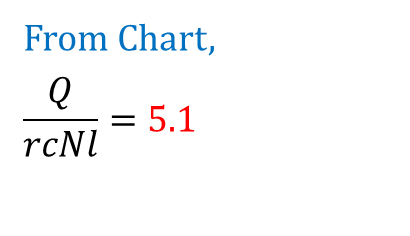 From Chart,
Q
rcNl = 5.1